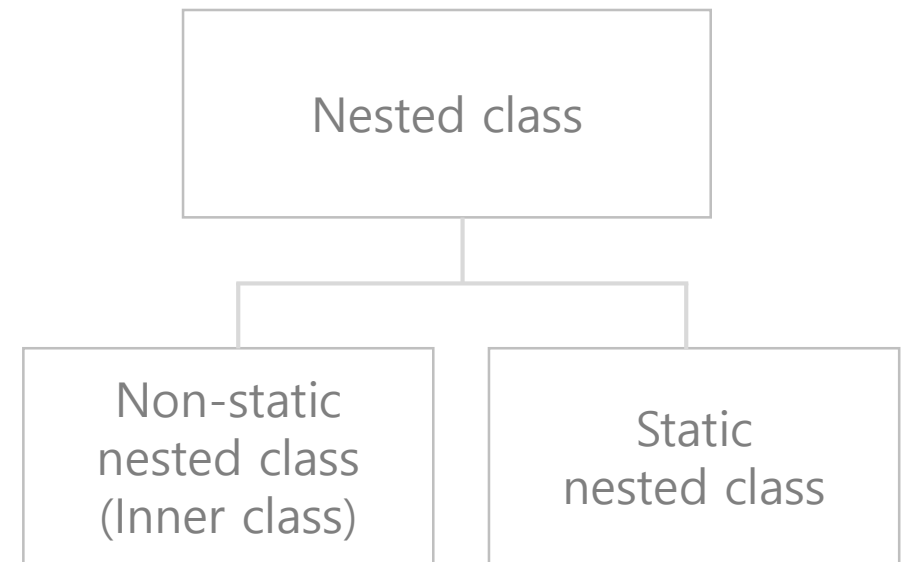 Nested class
Non-static
nested class
(Inner class)
Static
nested class